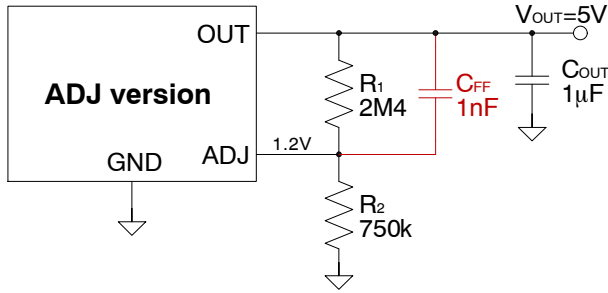 VOUT=5V
OUT
ADJ version
R1
2M4
CFF
1nF
COUT
1µF
1.2V
ADJ
GND
R2
750k